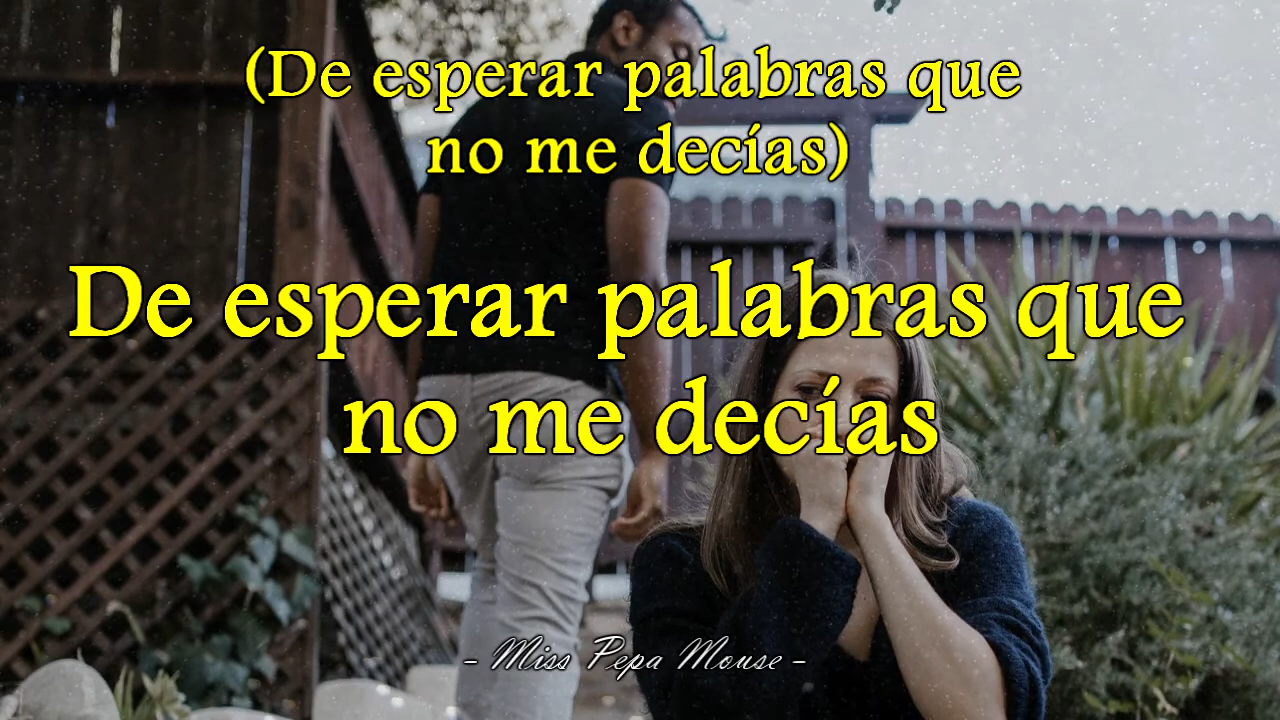 (De esperar palabras que
no me decías)
De esperar palabras que
no me decías
- Miss Pepa Mouse -